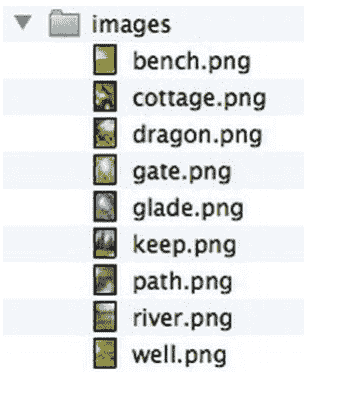 images
bench.png
cottage.png
dragon.png
gate.png
glade.png
keep.png
path.png
river.png
well.png